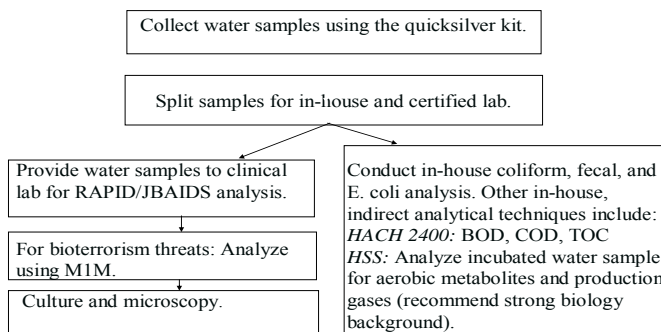 Collect water samples using the quicksilver kit.
Split samples for in-house and certified lab.
Provide water samples to clinical
lab for RAPID/JBAIDS analysis.
For bioterrorism threats: Analyze
using M1M.
Culture and microscopy.
Conduct in-house coliform, fecal, and
E. coli analysis. Other in-house,
indirect analytical techniques include:
HACH 2400: BOD, COD, TOC
HSS: Analyze incubated water sample
for aerobic metabolites and production
gases (recommend strong biology
background).